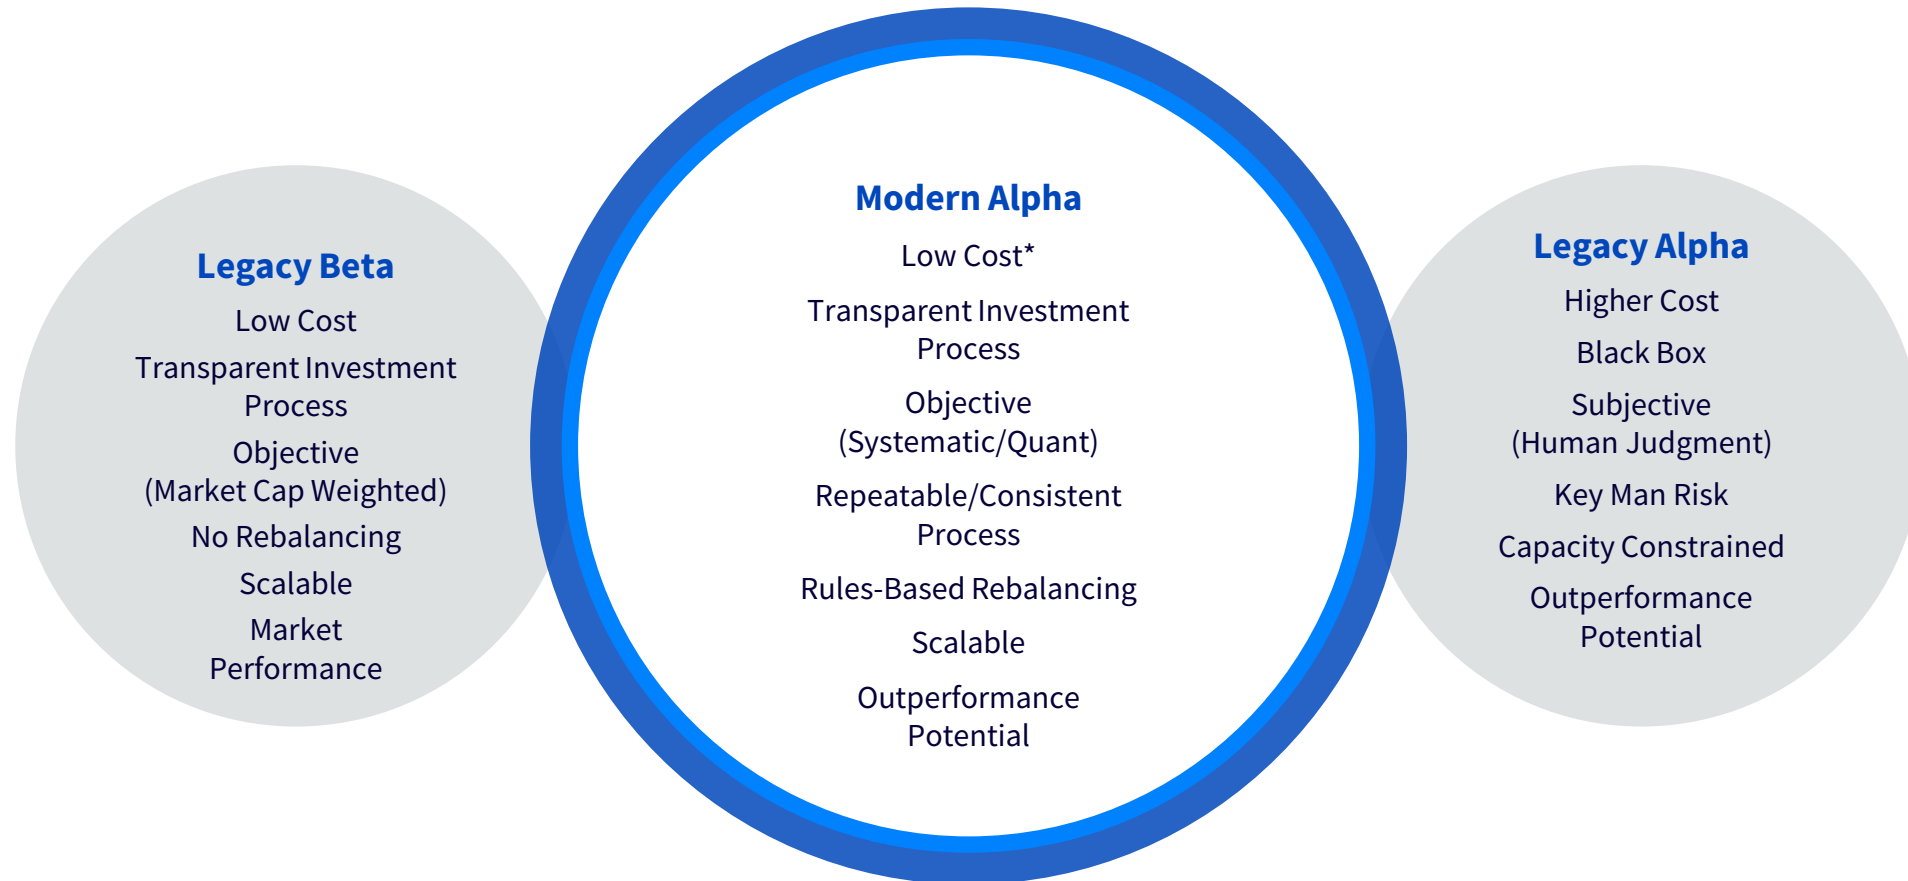 Legacy Beta
Low Cost
Transparent Investment
Process
Objective
(Market Cap Weighted)
No Rebalancing
Scalable
Market
Performance
Modern Alpha
Low Cost*
Transparent Investment
Process
Objective
(Systematic/Quant)
Repeatable/Consistent
Process
Rules-Based Rebalancing
Scalable
Outperformance
Potential
Legacy Alpha
Higher Cost
Black Box
Subjective
(Human Judgment)
Key Man Risk
Capacity Constrained
Outperformance
Potential